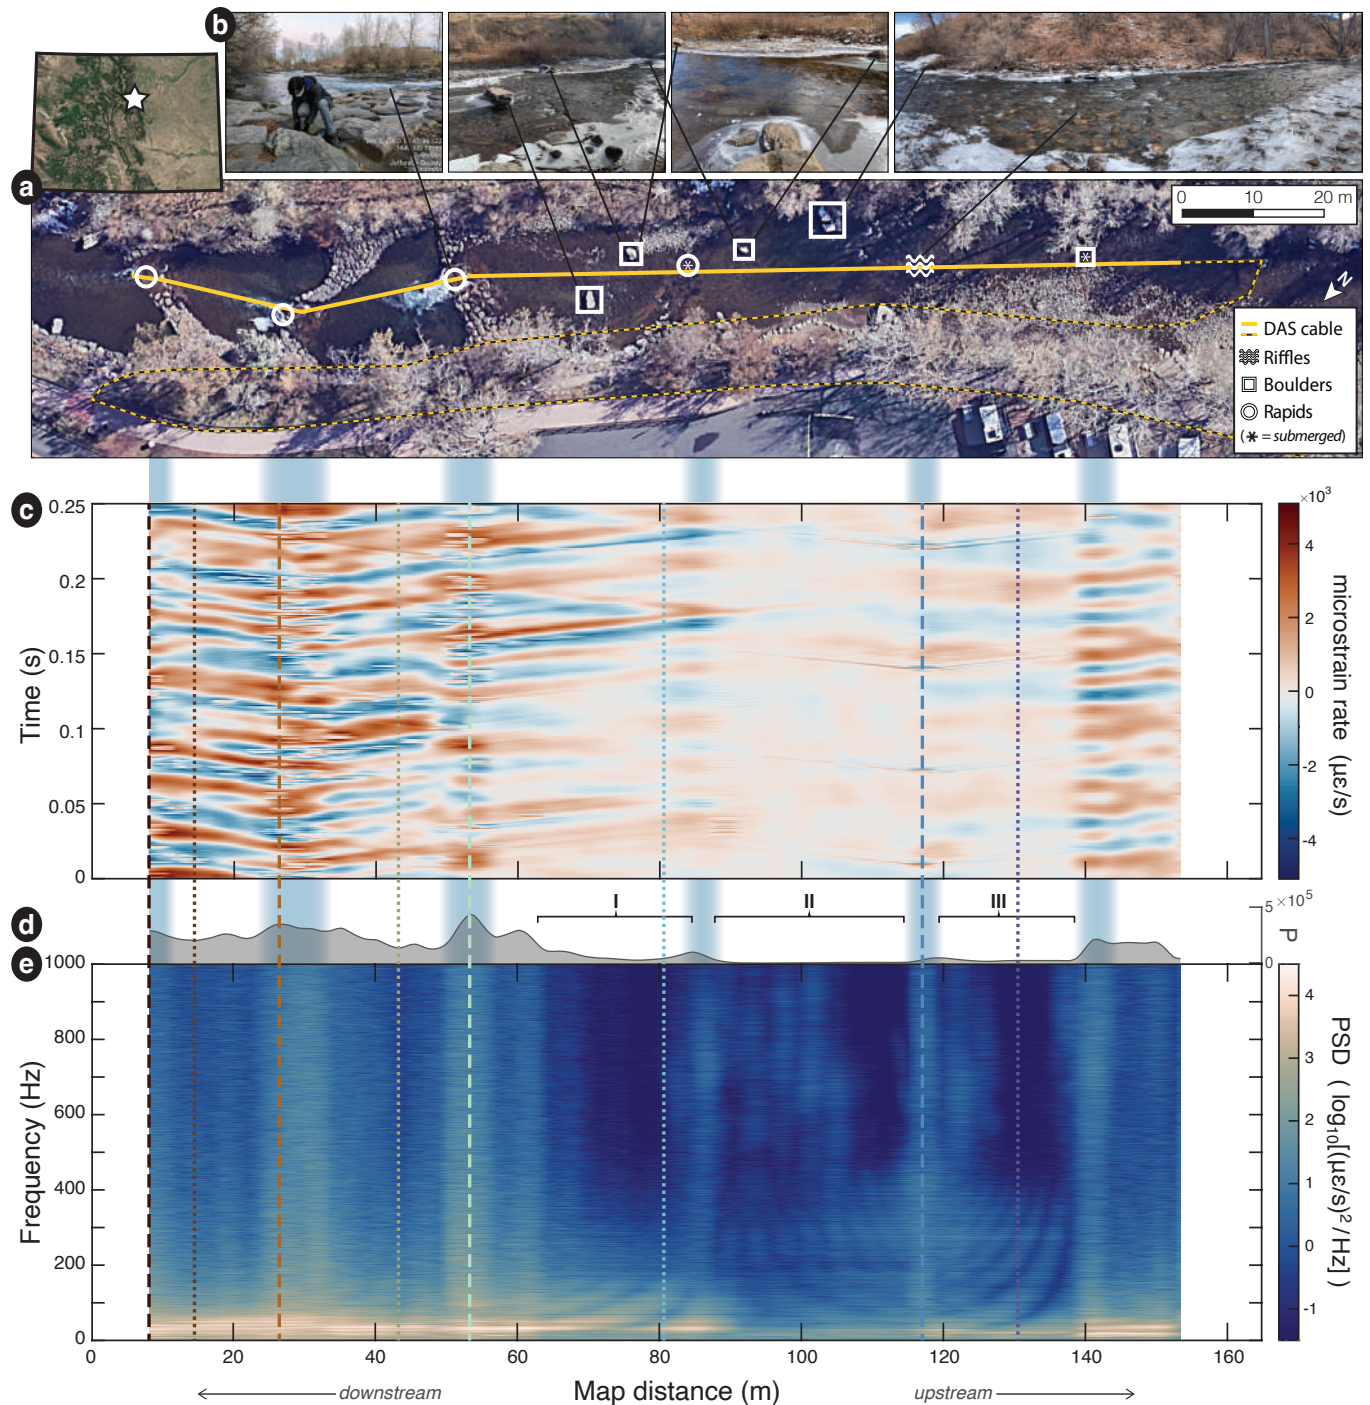 b
a
0 10 20 m
N
DAS cable
Riffles
Boulders
Rapids
(* = submerged)
c
0.25
0.2
0.15
0.1
0.05
0
Time (s)
×10³
4
2
0
-2
-4
microstrain rate (με/s)
d
I II III
5×10⁵
0
P
e
1000
800
600
400
200
0
Frequency (Hz)
4
3
2
1
0
-1
PSD ( log₁₀[(με/s)²/Hz] )
0 20 40 60 80 100 120 140 160
downstream Map distance (m) upstream